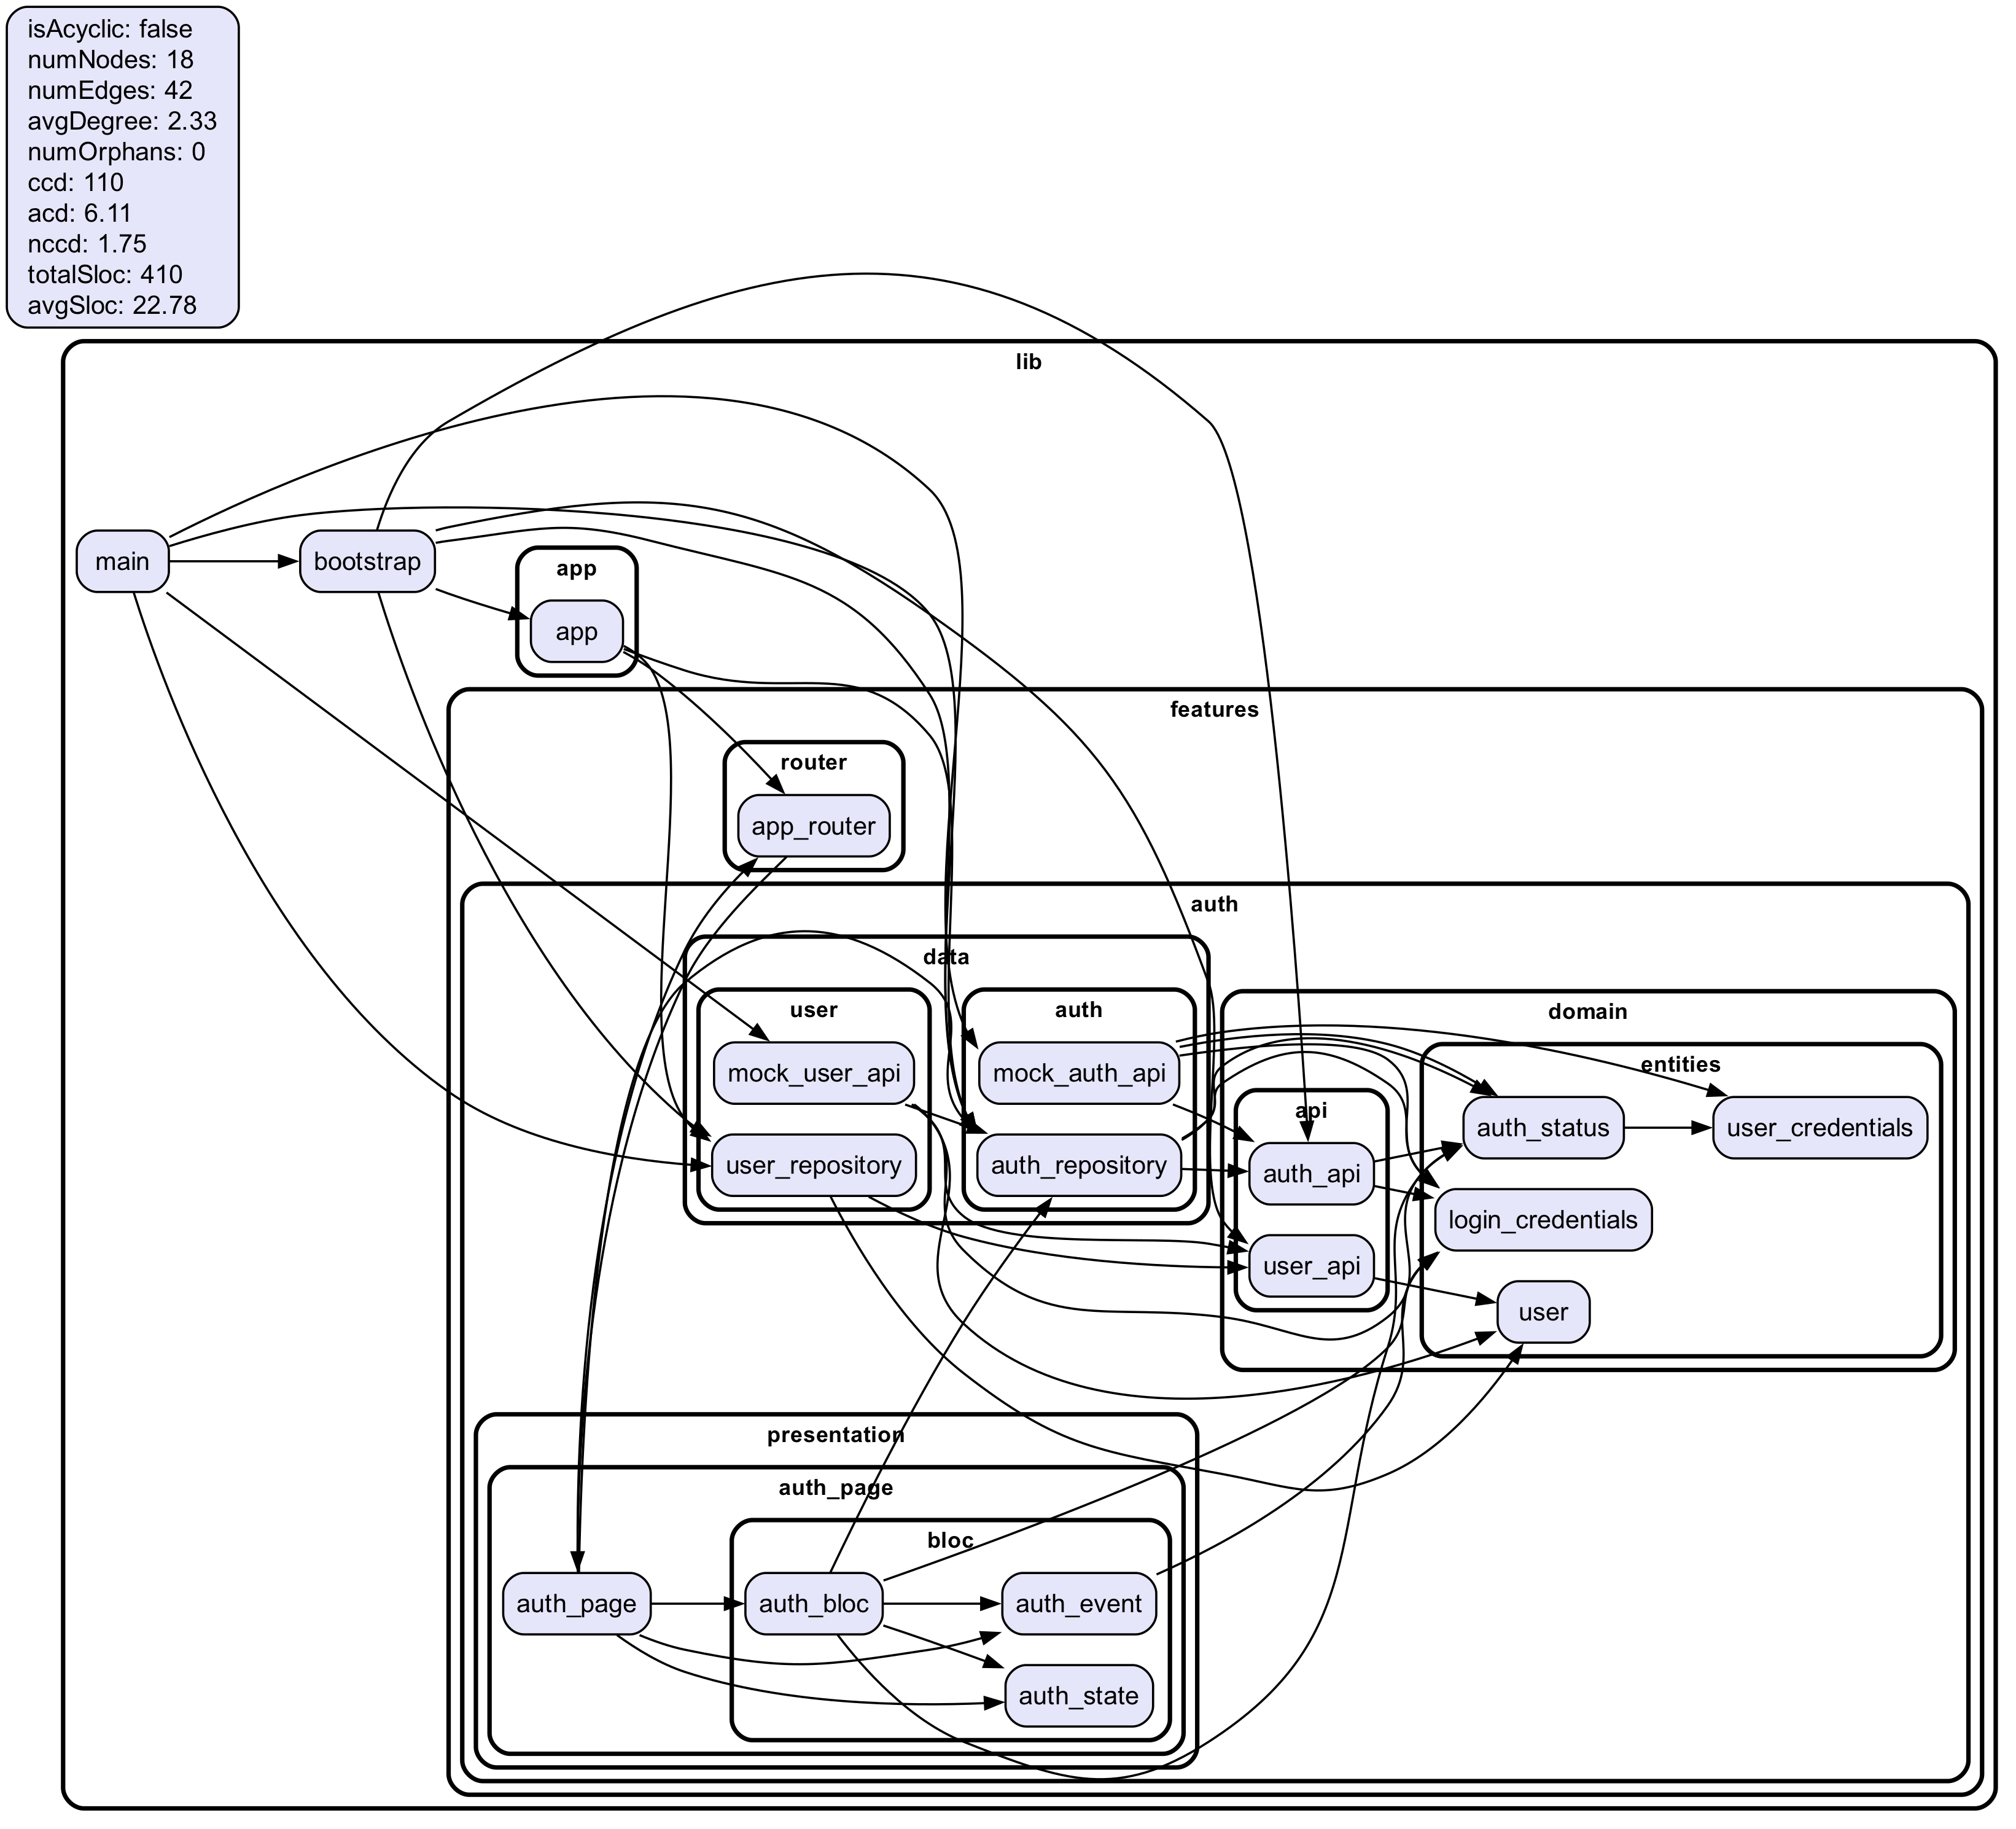 isAcyclic: false
numNodes: 18
numEdges: 42
avgDegree: 2.33
numOrphans: 0
ccd: 110
acd: 6.11
nccd: 1.75
totalSloc: 410
avgSloc: 22.78
lib
main
bootstrap
app
app
features
router
app_router
auth
data
user
auth
domain
mock_user_api
mock_auth_api
entities
api
auth_status
user_credentials
user_repository
auth_repository
auth_api
login_credentials
user_api
user
presentation
auth_page
bloc
auth_page
auth_bloc
auth_event
auth_state